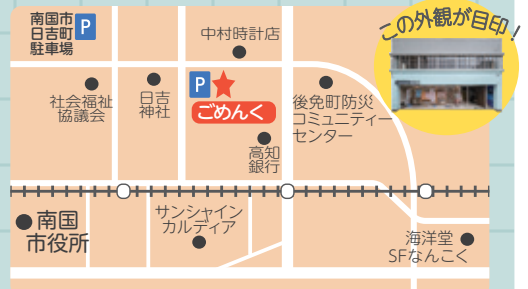 南国市
日吉町
駐車場
P
中村時計店
この外観が目印!
社会福祉
協議会
日吉
神社
P
ごめんく
後免町防災
コミュニティー
センター
高知
銀行
南国
市役所
サンシャイン
カルディア
海洋堂
SFなんこく